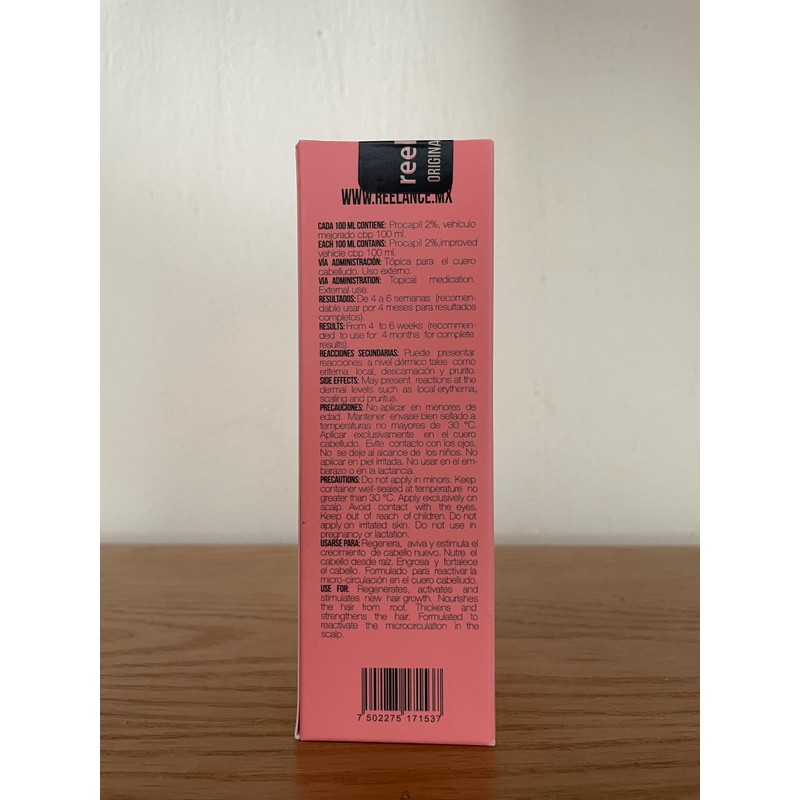 reel
ORIGINA
WWW.REELANCE.MX
CADA 100 ML CONTIENE: Procapil 2%, vehículo
mejorado cbp 100 ml.
EACH 100 ML CONTAINS: Procapil 2%,improved
vehicle cbp 100 ml.
VÍA ADMINISTRACIÓN: Tópica para el cuero
cabelludo. Uso externo.
VIA ADMINISTRATION: Topical medication.
External use.
RESULTADOS: De 4 a 6 semanas (recomen-
dable usar por 4 meses para resultados
completos).
RESULTS: From 4 to 6 weeks (recommen-
ded to use for 4 months for complete
results).
REACCIONES SECUNDARIAS: Puede presentar
reacciones a nivel dérmico tales como
eritema local, descamación y prurito.
SIDE EFFECTS: May present reactions at the
dermal levels such as local erythema,
scaling and pruritus.
PRECAUCIONES: No aplicar en menores de
edad. Mantener envase bien sellado a
temperaturas no mayores de 30 °C.
Aplicar exclusivamente en el cuero
cabelludo. Evite contacto con los ojos.
No se deje al alcance de los niños. No
aplicar en piel irritada. No usar en el em-
barazo o en la lactancia.
PRECAUTIONS: Do not apply in minors. Keep
container well-sealed at temperature no
greater than 30 °C. Apply exclusively on
scalp. Avoid contact with the eyes.
Keep out of reach of children. Do not
apply on irritated skin. Do not use in
pregnancy or lactation.
USARSE PARA: Regenera, aviva y estimula el
crecimiento de cabello nuevo. Nutre el
cabello desde raíz. Engrosa y fortalece
el cabello. Formulado para reactivar la
micro-circulación en el cuero cabelludo.
USE FOR: Regenerates, activates and
stimulates new hair growth. Nourishes
the hair from root. Thickens and
strengthens the hair. Formulated to
reactivate the microcirculation in the
scalp.
7 502275 171537